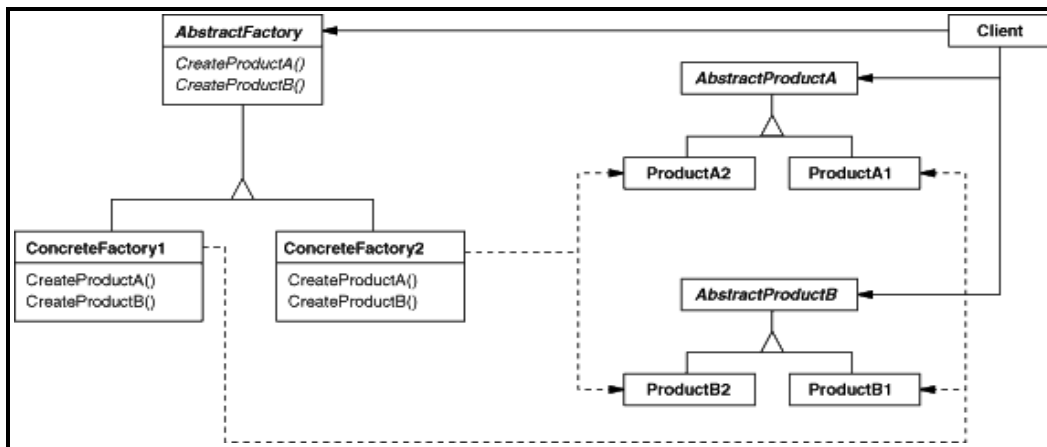 AbstractFactory
CreateProductA()
CreateProductB()
Client
AbstractProductA
ProductA2
ProductA1
ConcreteFactory1
CreateProductA()
CreateProductB()
ConcreteFactory2
CreateProductA()
CreateProductB()
AbstractProductB
ProductB2
ProductB1